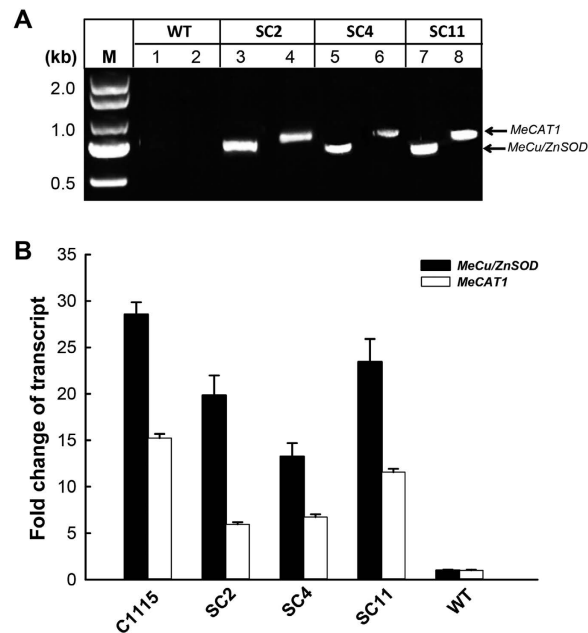 A
WT SC2 SC4 SC11
(kb) M 1 2 3 4 5 6 7 8
2.0
1.0
MeCAT1
MeCu/ZnSOD
0.5
B
35
30
25
20
15
10
5
0
Fold change of transcript
MeCu/ZnSOD
MeCAT1
C1115
SC2
SC4
SC11
WT